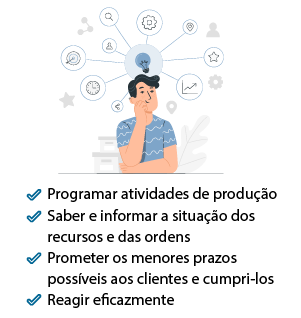 Programar atividades de produção
Saber e informar a situação dos
recursos e das ordens
Prometer os menores prazos
possíveis aos clientes e cumpri-los
Reagir eficazmente